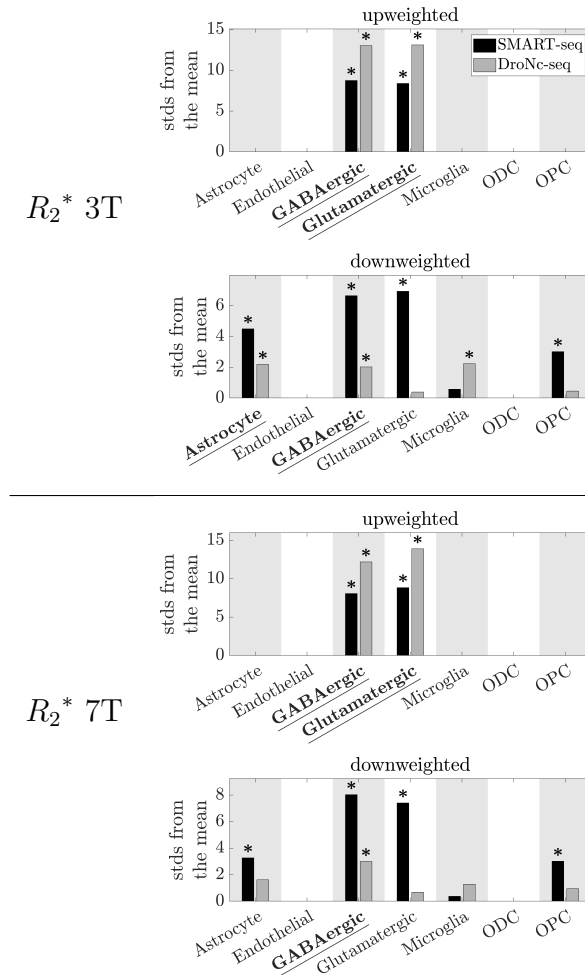 upweighted
SMART-seq
DroNc-seq
stds from
the mean
15
10
5
0
* * * *
Astrocyte
Endothelial
GABAergic
Glutamatergic
Microglia
ODC
OPC
R₂* 3T
downweighted
stds from
the mean
6
4
2
0
* * * * * * *
Astrocyte
Endothelial
GABAergic
Glutamatergic
Microglia
ODC
OPC
upweighted
stds from
the mean
15
10
5
0
* * * *
Astrocyte
Endothelial
GABAergic
Glutamatergic
Microglia
ODC
OPC
R₂* 7T
downweighted
stds from
the mean
8
6
4
2
0
* * * * *
Astrocyte
Endothelial
GABAergic
Glutamatergic
Microglia
ODC
OPC